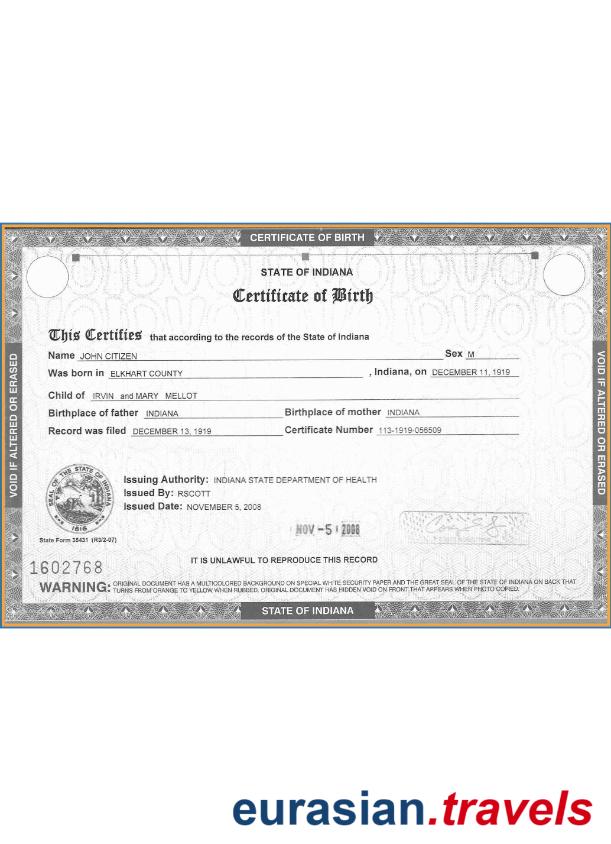 CERTIFICATE OF BIRTH
STATE OF INDIANA
Certificate of Birth
This Certifies that according to the records of the State of Indiana
Name JOHN CITIZEN Sex M
Was born in ELKHART COUNTY , Indiana, on DECEMBER 11, 1919
Child of IRVIN and MARY MELLOT
Birthplace of father INDIANA Birthplace of mother INDIANA
Record was filed DECEMBER 13, 1919 Certificate Number 113-1919-056509
VOID IF ALTERED OR ERASED
VOID IF ALTERED OR ERASED
SEAL OF THE STATE OF INDIANA
1816
Issuing Authority: INDIANA STATE DEPARTMENT OF HEALTH
Issued By: RSCOTT
Issued Date: NOVEMBER 5, 2008
NOV -5 2008
State Form 35431 (R3/2-07)
IT IS UNLAWFUL TO REPRODUCE THIS RECORD
1602768
WARNING: ORIGINAL DOCUMENT HAS A MULTICOLORED BACKGROUND ON SPECIAL WHITE SECURITY PAPER AND THE GREAT SEAL OF THE STATE OF INDIANA ON BACK THAT
TURNS FROM ORANGE TO YELLOW WHEN RUBBED. ORIGINAL DOCUMENT HAS HIDDEN VOID ON FRONT THAT APPEARS WHEN PHOTO COPIED.
STATE OF INDIANA
eurasian.travels